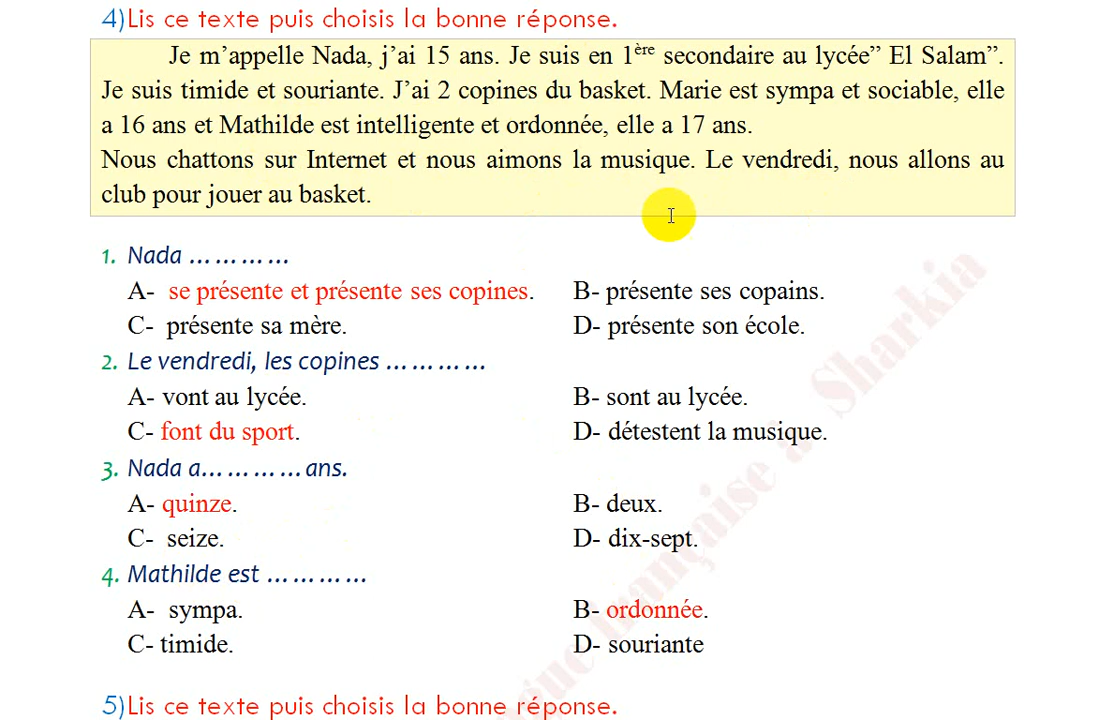 4)Lis ce texte puis choisis la bonne réponse.
Je m’appelle Nada, j’ai 15 ans. Je suis en 1ère secondaire au lycée” El Salam”.
Je suis timide et souriante. J’ai 2 copines du basket. Marie est sympa et sociable, elle
a 16 ans et Mathilde est intelligente et ordonnée, elle a 17 ans.
Nous chattons sur Internet et nous aimons la musique. Le vendredi, nous allons au
club pour jouer au basket.
1. Nada …………
A- se présente et présente ses copines. B- présente ses copains.
C- présente sa mère. D- présente son école.
2. Le vendredi, les copines …………
A- vont au lycée. B- sont au lycée.
C- font du sport. D- détestent la musique.
3. Nada a…………ans.
A- quinze. B- deux.
C- seize. D- dix-sept.
4. Mathilde est …………
A- sympa. B- ordonnée.
C- timide. D- souriante
5)Lis ce texte puis choisis la bonne réponse.
française à Sharkia